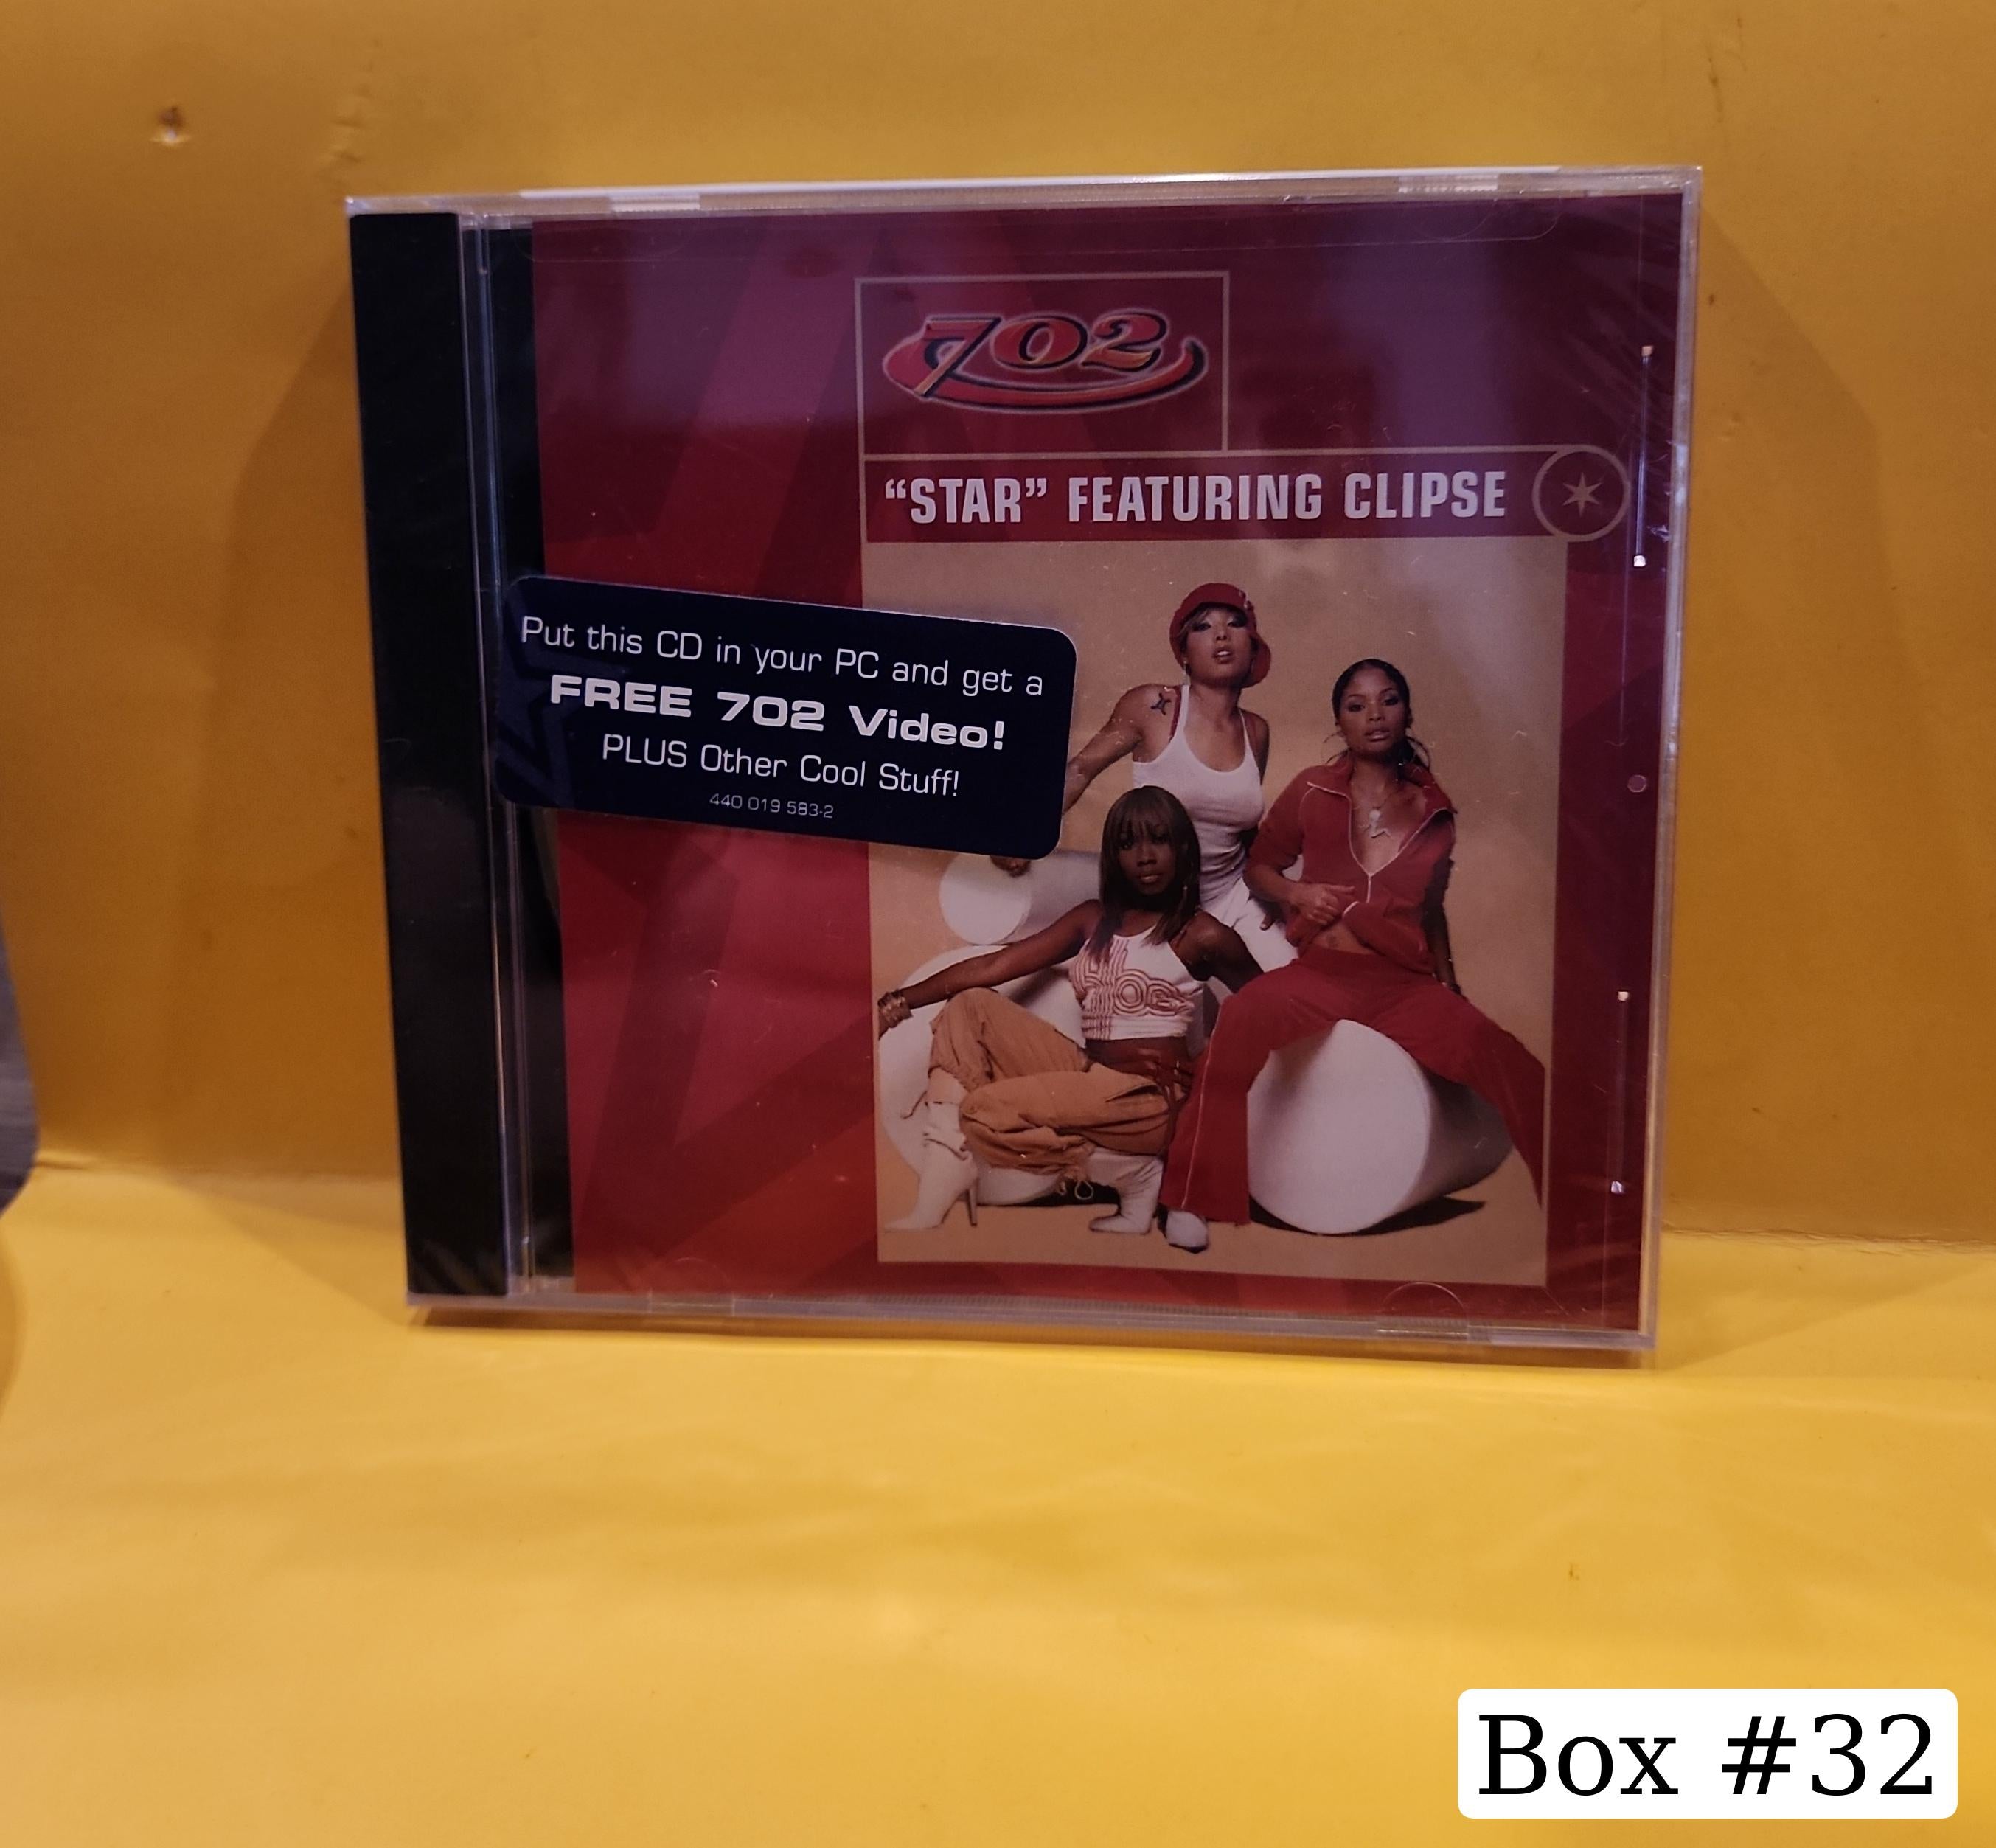 702
“STAR” FEATURING CLIPSE
Put this CD in your PC and get a
FREE 702 Video!
PLUS Other Cool Stuff!
440 019 583-2
Box #32